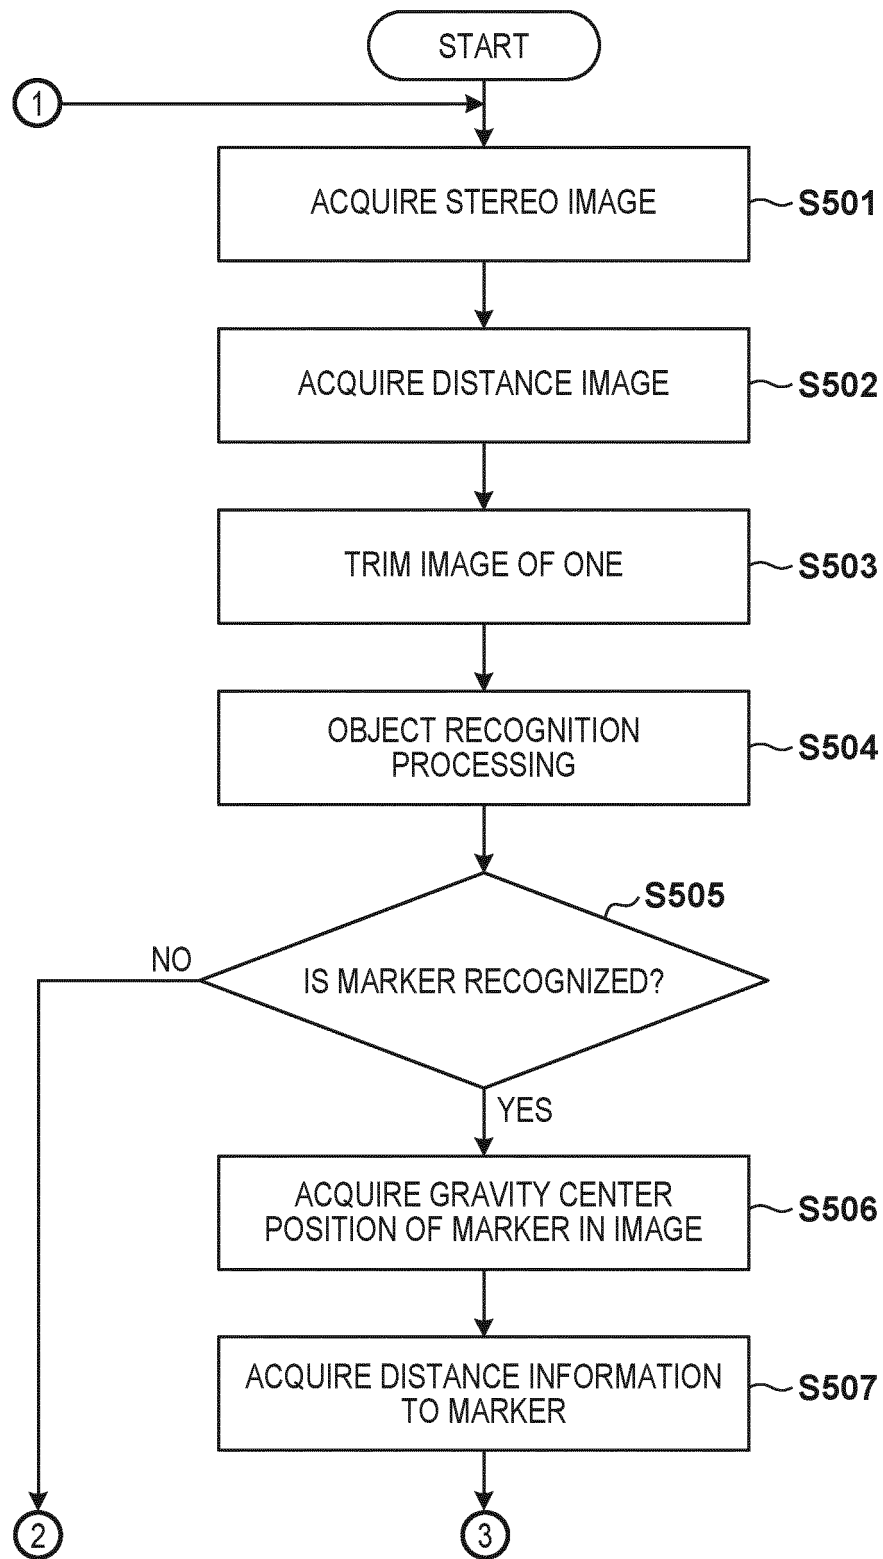 START
1
ACQUIRE STEREO IMAGE
S501
ACQUIRE DISTANCE IMAGE
S502
TRIM IMAGE OF ONE
S503
OBJECT RECOGNITION
PROCESSING
S504
S505
NO
IS MARKER RECOGNIZED?
YES
ACQUIRE GRAVITY CENTER
POSITION OF MARKER IN IMAGE
S506
ACQUIRE DISTANCE INFORMATION
TO MARKER
S507
2
3